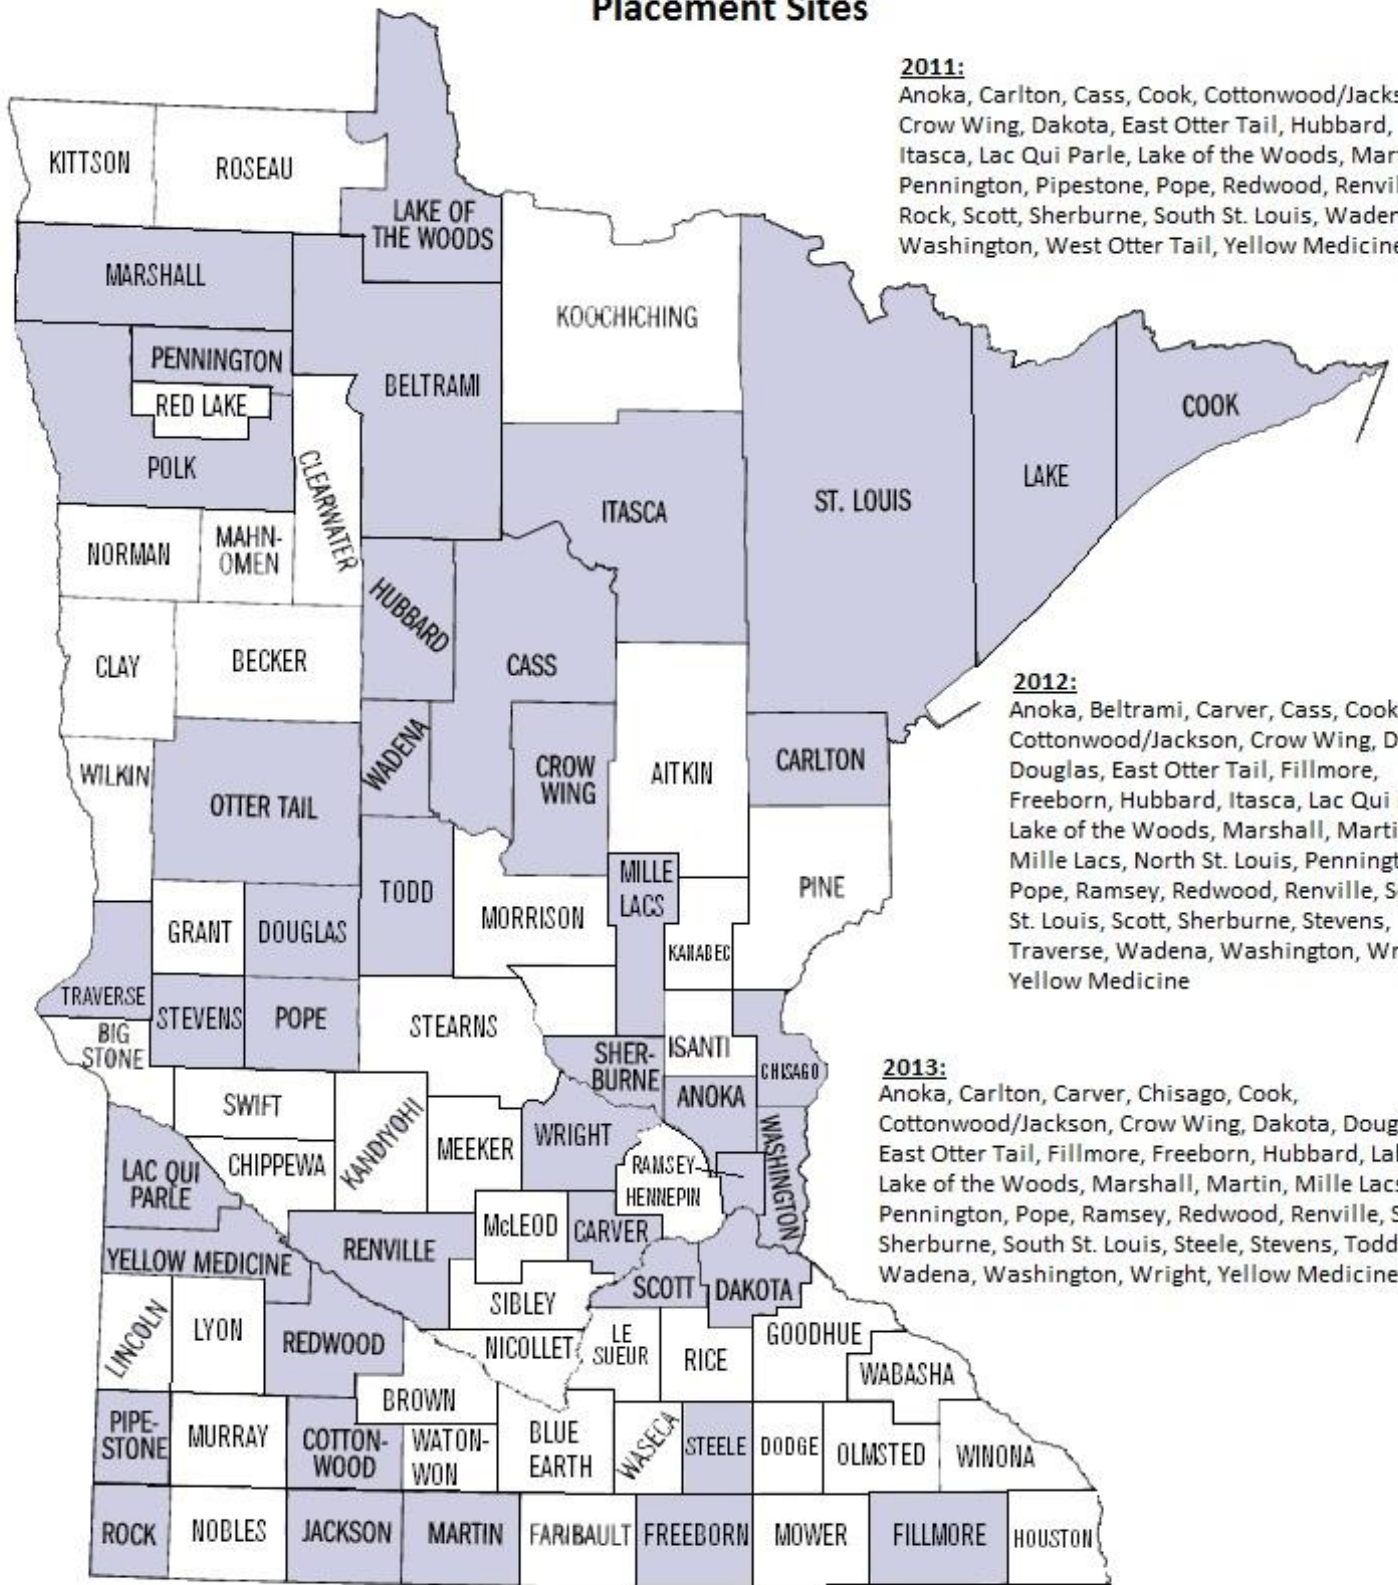 Placement Sites
2011:
Anoka, Carlton, Cass, Cook, Cottonwood/Jacks
Crow Wing, Dakota, East Otter Tail, Hubbard,
Itasca, Lac Qui Parle, Lake of the Woods, Mar
Pennington, Pipestone, Pope, Redwood, Renvil
Rock, Scott, Sherburne, South St. Louis, Waden
Washington, West Otter Tail, Yellow Medicine
KITTSON
ROSEAU
LAKE OF
THE WOODS
MARSHALL
KOOCHICHING
PENNINGTON
BELTRAMI
RED LAKE
COOK
POLK
CLEARWATER
LAKE
ST. LOUIS
ITASCA
NORMAN
MAHN-
OMEN
HUBBARD
CLAY
BECKER
CASS
2012:
Anoka, Beltrami, Carver, Cass, Cook
Cottonwood/Jackson, Crow Wing, D
Douglas, East Otter Tail, Fillmore,
Freeborn, Hubbard, Itasca, Lac Qui
Lake of the Woods, Marshall, Marti
Mille Lacs, North St. Louis, Penningt
Pope, Ramsey, Redwood, Renville, S
St. Louis, Scott, Sherburne, Stevens,
Traverse, Wadena, Washington, Wr
Yellow Medicine
WADENA
WILKIN
OTTER TAIL
CROW
WING
AITKIN
CARLTON
TODD
MILLE
LACS
PINE
GRANT
DOUGLAS
MORRISON
KANABEC
TRAVERSE
STEVENS
POPE
STEARNS
BIG
STONE
SHER-
BURNE
ISANTI
CHISAGO
2013:
Anoka, Carlton, Carver, Chisago, Cook,
Cottonwood/Jackson, Crow Wing, Dakota, Doug
East Otter Tail, Fillmore, Freeborn, Hubbard, Lal
Lake of the Woods, Marshall, Martin, Mille Lacs
Pennington, Pope, Ramsey, Redwood, Renville, S
Sherburne, South St. Louis, Steele, Stevens, Todd
Wadena, Washington, Wright, Yellow Medicine
SWIFT
KANDIYOHI
MEEKER
WRIGHT
ANOKA
WASHINGTON
LAC QUI
PARLE
CHIPPEWA
RAMSEY
HENNEPIN
McLEOD
CARVER
YELLOW MEDICINE
RENVILLE
SCOTT
DAKOTA
SIBLEY
LINCOLN
LYON
REDWOOD
NICOLLET
LE
SUEUR
RICE
GOODHUE
WABASHA
BROWN
PIPE-
STONE
MURRAY
COTTON-
WOOD
WATON-
WON
BLUE
EARTH
WASECA
STEELE
DODGE
OLMSTED
WINONA
ROCK
NOBLES
JACKSON
MARTIN
FARIBAULT
FREEBORN
MOWER
FILLMORE
HOUSTON